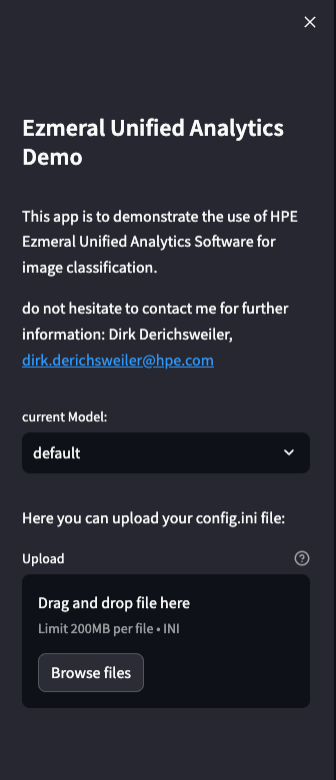 Ezmeral Unified Analytics
Demo
This app is to demonstrate the use of HPE
Ezmeral Unified Analytics Software for
image classification.
do not hesitate to contact me for further
information: Dirk Derichsweiler,
dirk.derichsweiler@hpe.com
current Model:
default
Here you can upload your config.ini file:
Upload
Drag and drop file here
Limit 200MB per file • INI
Browse files